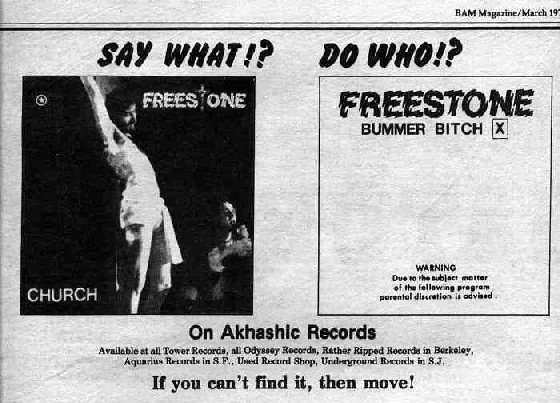 BAM Magazine/March 197
SAY WHAT!? DO WHO!?
FREESTONE
CHURCH
FREESTONE
BUMMER BITCH X
WARNING
Due to the subject matter
of the following program
parental discretion is advised.
On Akhashic Records
Available at all Tower Records, all Odyssey Records, Rather Ripped Records in Berkeley,
Aquarius Records in S.F., Used Record Shop, Underground Records in S.J.
If you can't find it, then move!